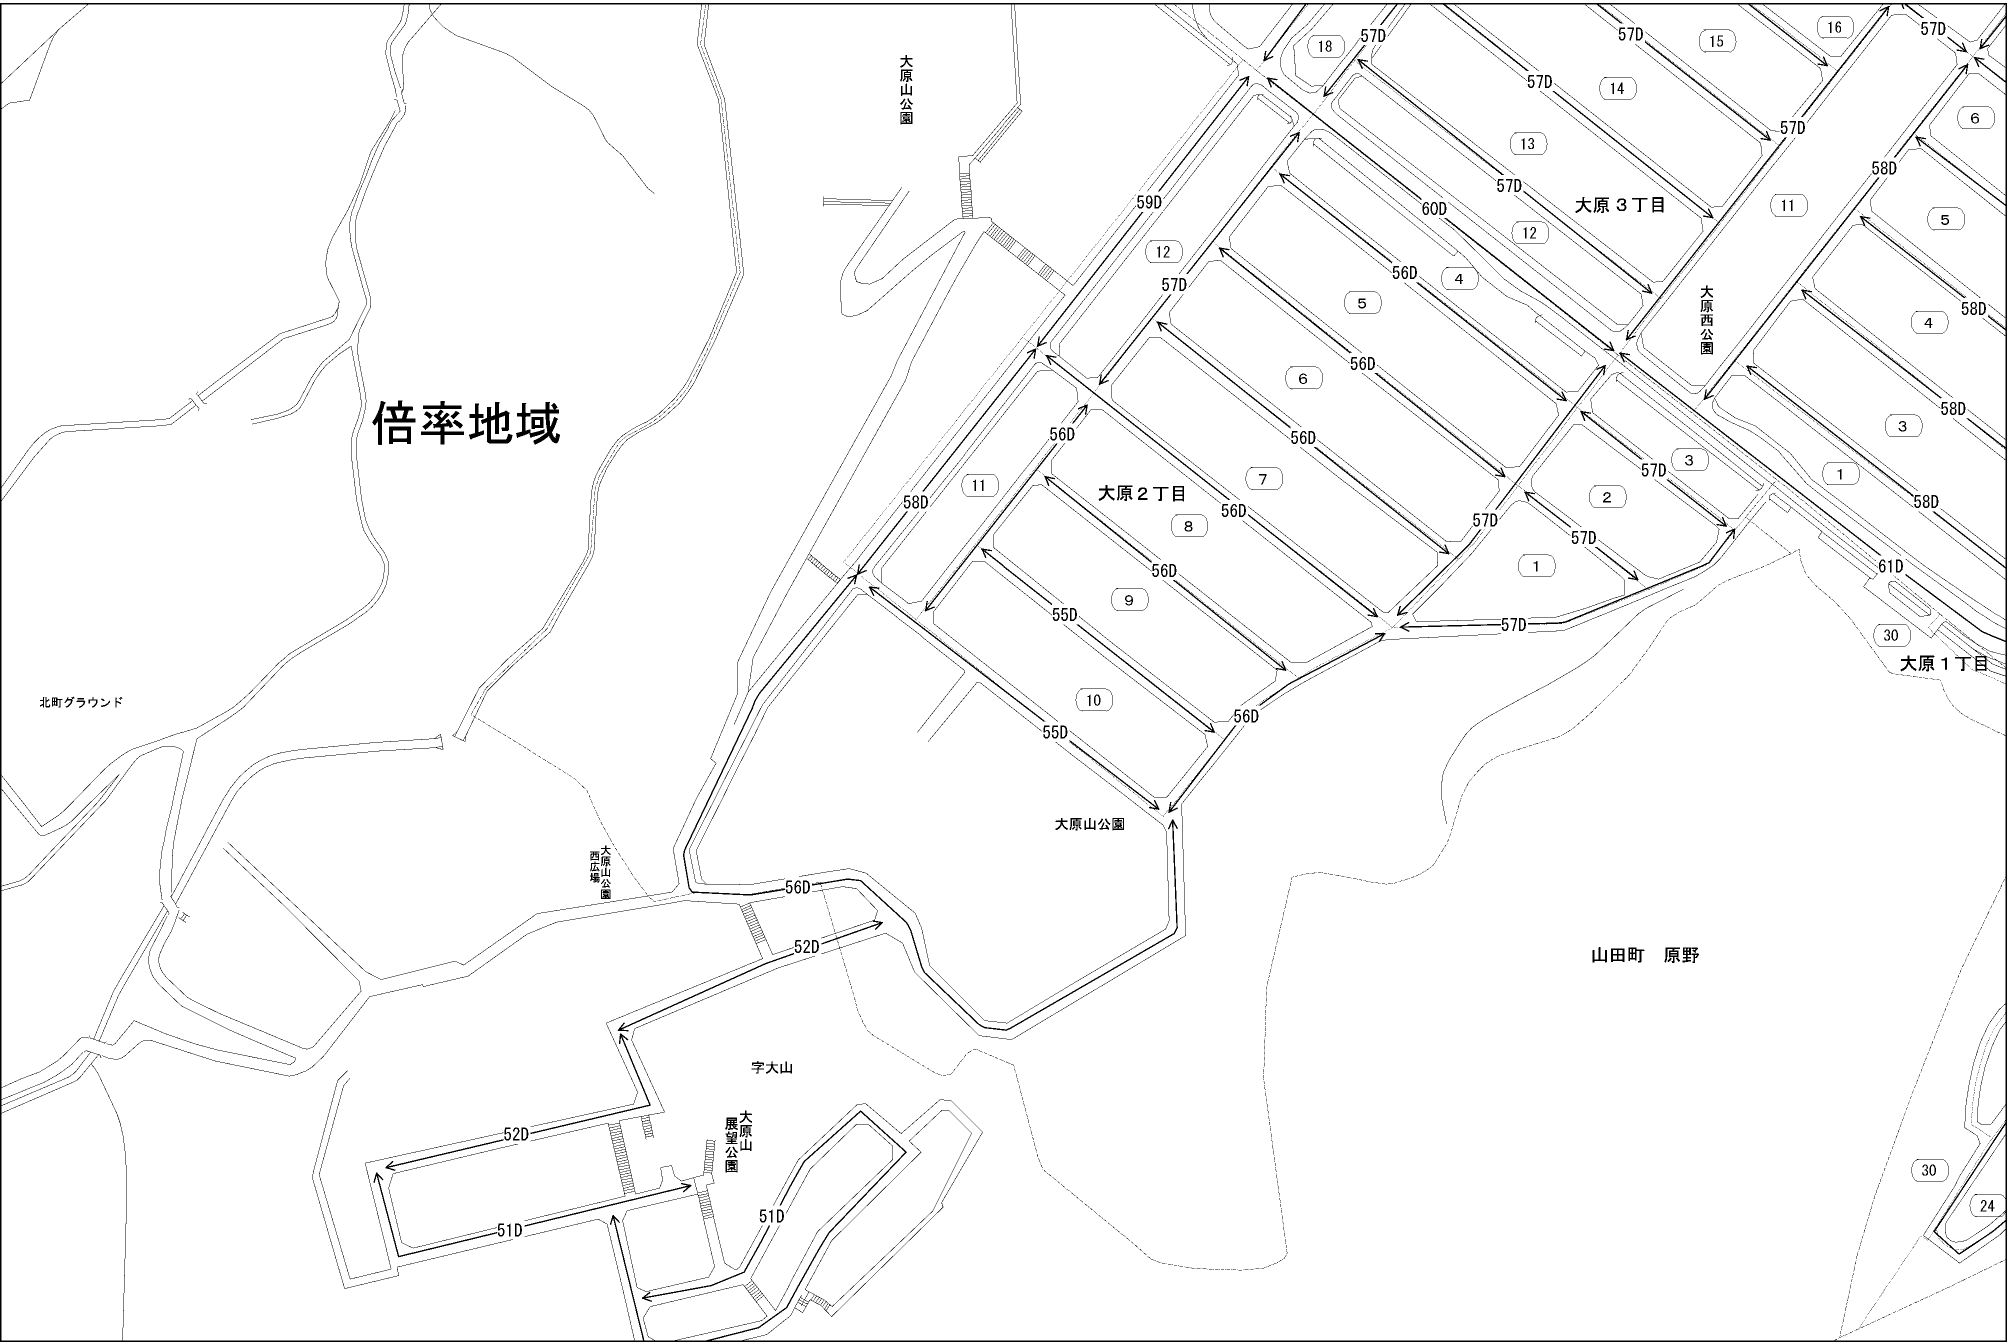 16
57D
57D
15
18
57D
57D
14
大原山公園
6
57D
13
58D
57D
大原３丁目
59D
60D
11
5
12
12
56D
4
57D
5
大原西公園
58D
4
56D
6
58D
倍率地域
3
56D
56D
3
57D
7
大原２丁目
11
1
2
58D
58D
56D
8
57D
57D
1
61D
56D
9
55D
57D
30
大原１丁目
北町グラウンド
10
56D
55D
大原山公園
大原山公園
西広場
56D
52D
山田町　原野
字大山
大原山
展望公園
52D
30
24
51D
51D